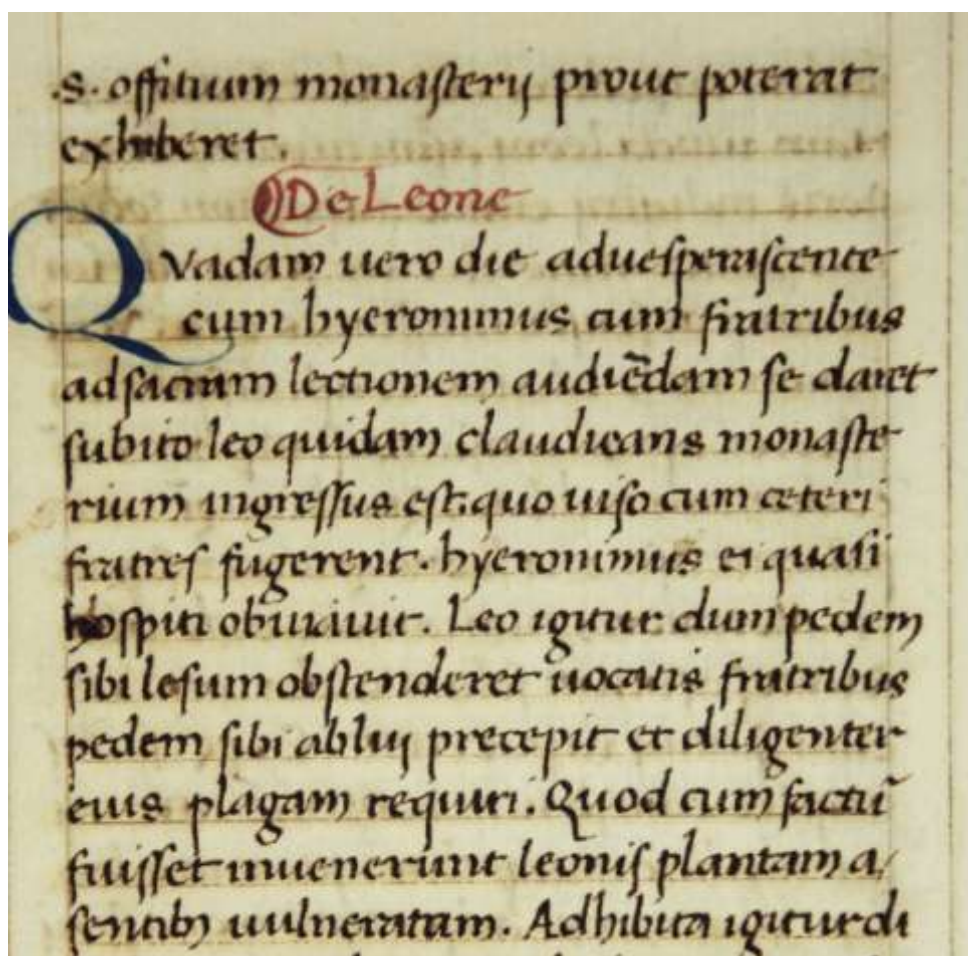 .s. offitium monasterij prout poterat
exhiberet.
De Leone
QVadam uero die aduesperascente
cum hyeronimus cum fratribus
ad sacram lectionem audiēdam se daret
subito leo quidam claudicans monaste
rium ingressus est: quo uiso cum ceteri
fratres fugerent. hyeronimus ei quasi
hospiti obuiauit. Leo igitur dum pedem
sibi lesum obstenderet uocatis fratribus
pedem sibi ablui precepit et diligenter
eius plagam requiri. Quod cum factū
fuisset inuenerunt leonis plantam a
sentibꝫ uulneratam. Adhibita igitur di